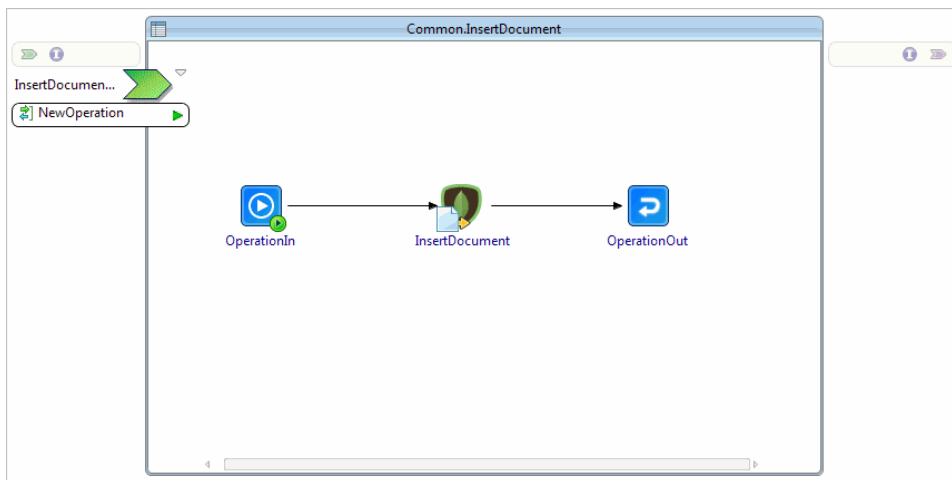 Common.InsertDocument
InsertDocumen...
NewOperation
OperationIn
InsertDocument
OperationOut